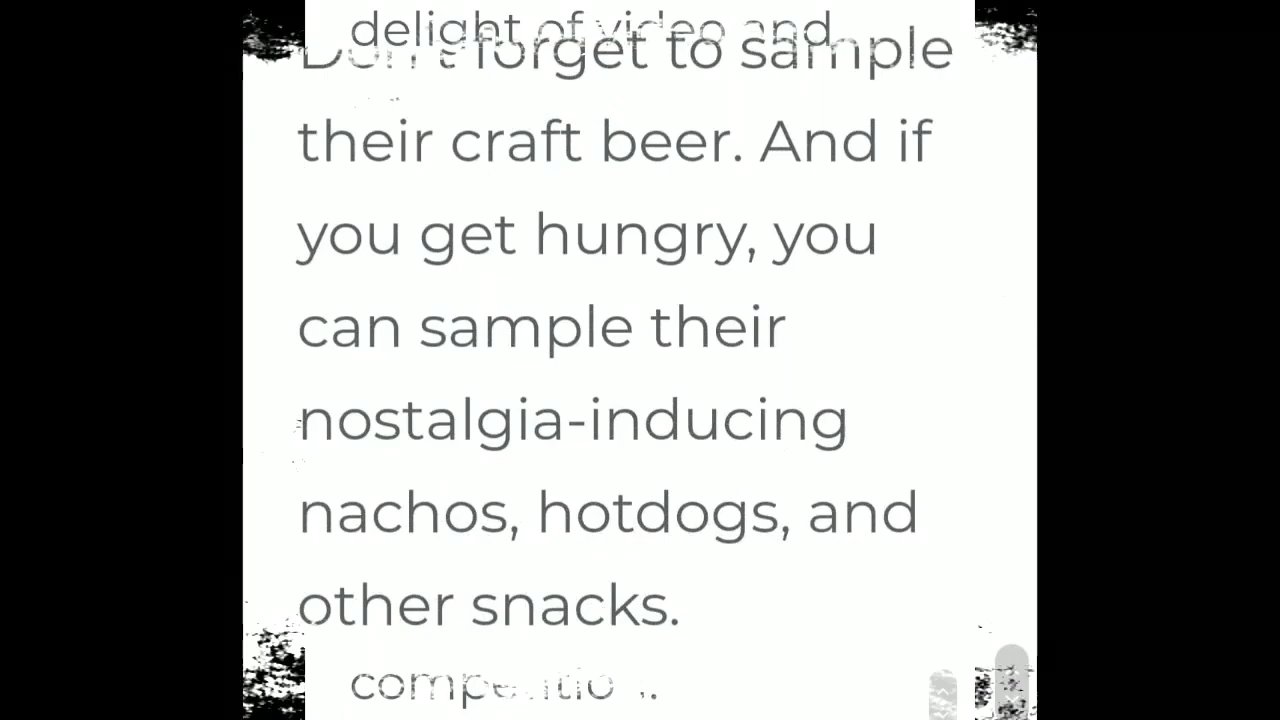 delight of video and
Don't forget to sample
their craft beer. And if
you get hungry, you
can sample their
nostalgia-inducing
nachos, hotdogs, and
other snacks.